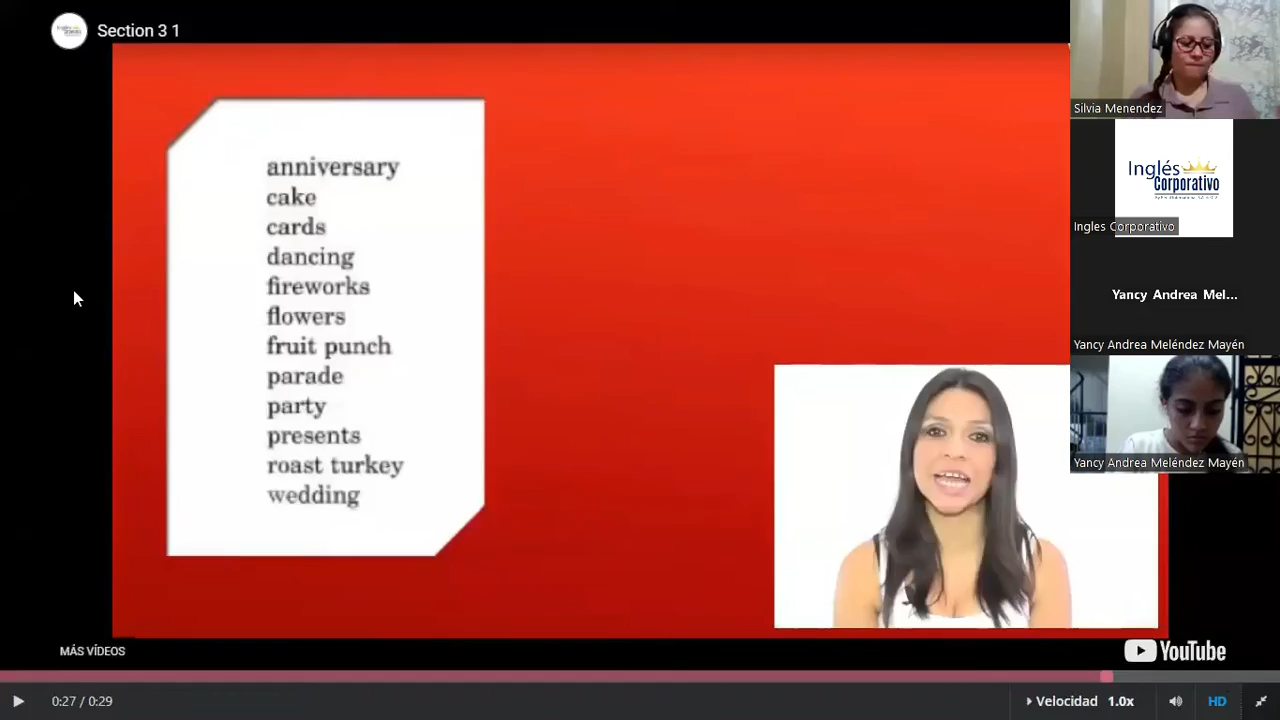 Section 3 1
anniversary
cake
cards
dancing
fireworks
flowers
fruit punch
parade
party
presents
roast turkey
wedding
Silvia Menendez
Inglés
Corporativo
Ingles Corporativo
Yancy Andrea Mel...
Yancy Andrea Meléndez Mayén
Yancy Andrea Meléndez Mayén
MÁS VÍDEOS
YouTube
0:27 / 0:29
Velocidad 1.0x
HD